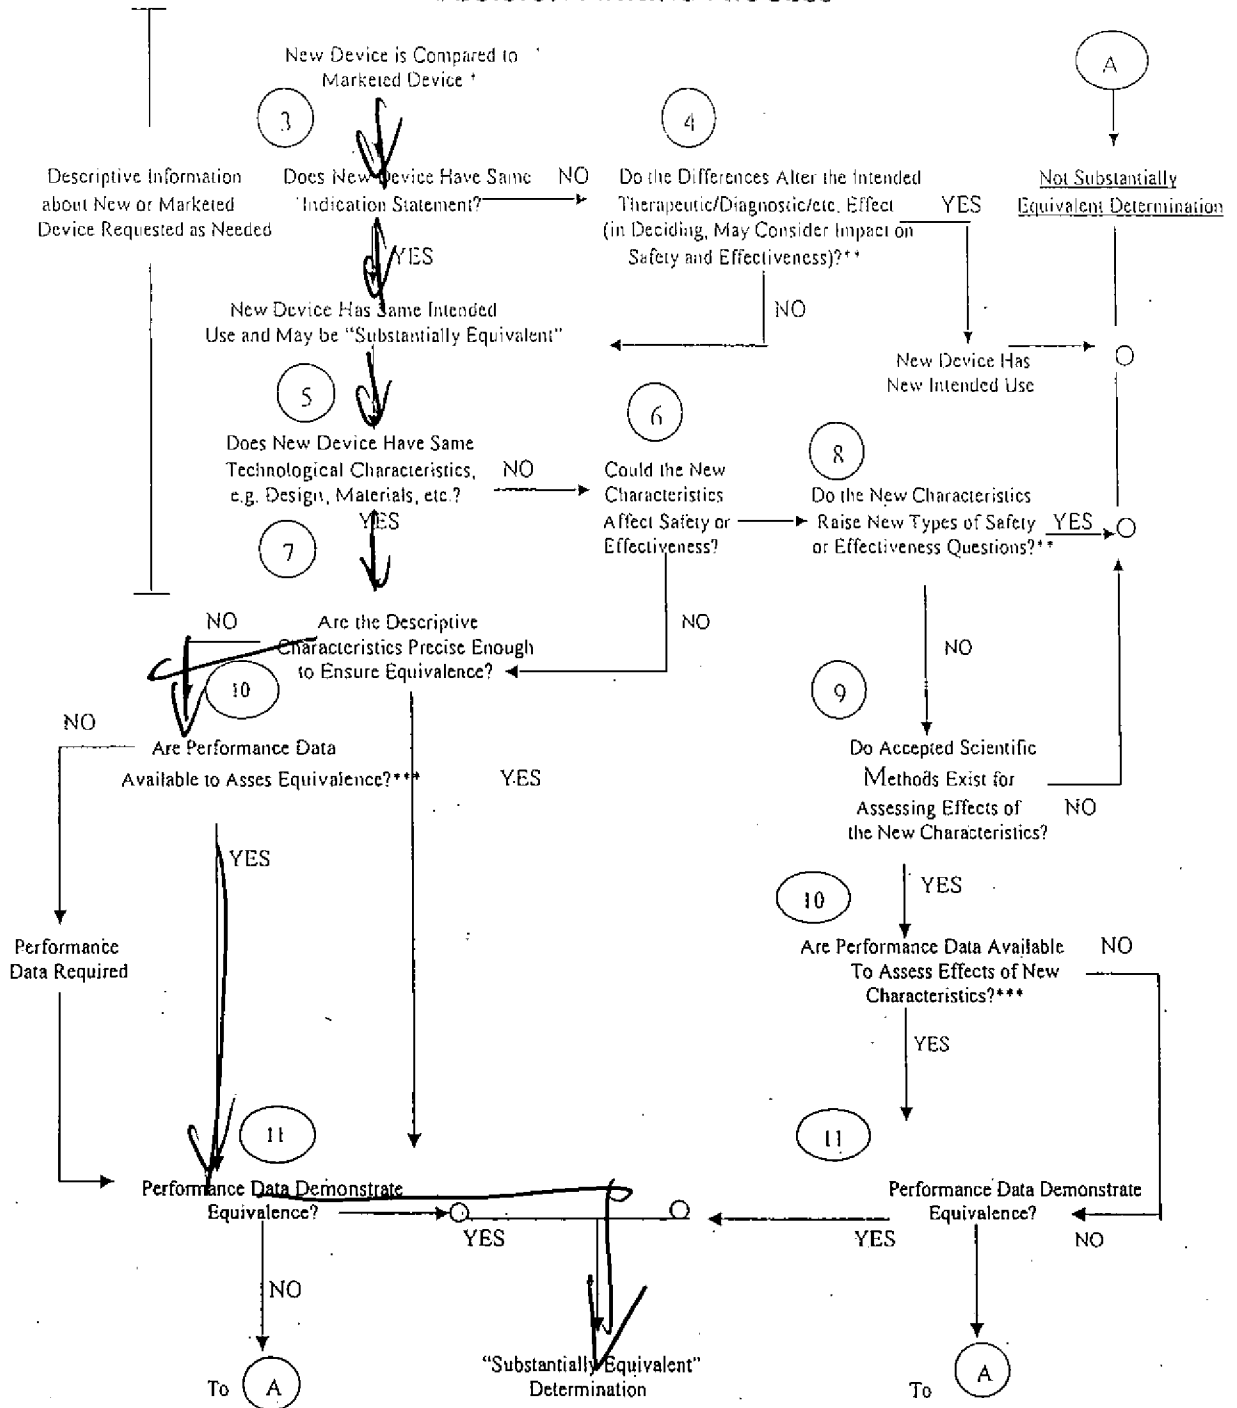 New Device is Compared to
Marketed Device *
A
3
4
Descriptive Information
about New or Marketed
Device Requested as Needed
Does New Device Have Same
Indication Statement?
NO
Do the Differences Alter the Intended
Therapeutic/Diagnostic/etc. Effect
(in Deciding, May Consider Impact on
Safety and Effectiveness)?**
YES
Not Substantially
Equivalent Determination
YES
NO
New Device Has Same Intended
Use and May be "Substantially Equivalent"
New Device Has
New Intended Use
5
6
8
Does New Device Have Same
Technological Characteristics,
e.g. Design, Materials, etc.?
NO
Could the New
Characteristics
Affect Safety or
Effectiveness?
Do the New Characteristics
Raise New Types of Safety
or Effectiveness Questions?**
YES
YES
7
NO
Are the Descriptive
Characteristics Precise Enough
to Ensure Equivalence?
NO
NO
10
9
NO
Are Performance Data
Available to Asses Equivalence?***
YES
Do Accepted Scientific
Methods Exist for
Assessing Effects of
the New Characteristics?
NO
YES
YES
10
Performance
Data Required
Are Performance Data Available
To Assess Effects of New
Characteristics?***
NO
YES
11
11
Performance Data Demonstrate
Equivalence?
YES
Performance Data Demonstrate
Equivalence?
YES
NO
NO
"Substantially Equivalent"
Determination
To A
To A